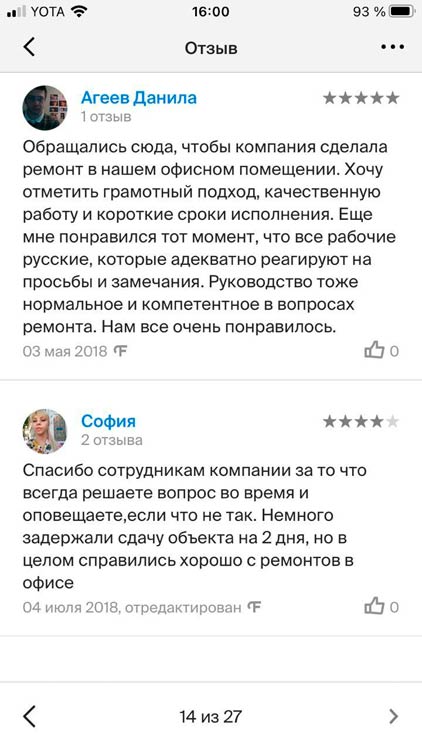 YOTA 16:00 93 %
Отзыв
Агеев Данила
1 отзыв
Обращались сюда, чтобы компания сделала
ремонт в нашем офисном помещении. Хочу
отметить грамотный подход, качественную
работу и короткие сроки исполнения. Еще
мне понравился тот момент, что все рабочие
русские, которые адекватно реагируют на
просьбы и замечания. Руководство тоже
нормальное и компетентное в вопросах
ремонта. Нам все очень понравилось.
03 мая 2018
0
София
2 отзыва
Спасибо сотрудникам компании за то что
всегда решаете вопрос во время и
оповещаете,если что не так. Немного
задержали сдачу объекта на 2 дня, но в
целом справились хорошо с ремонтов в
офисе
04 июля 2018, отредактирован
0
14 из 27